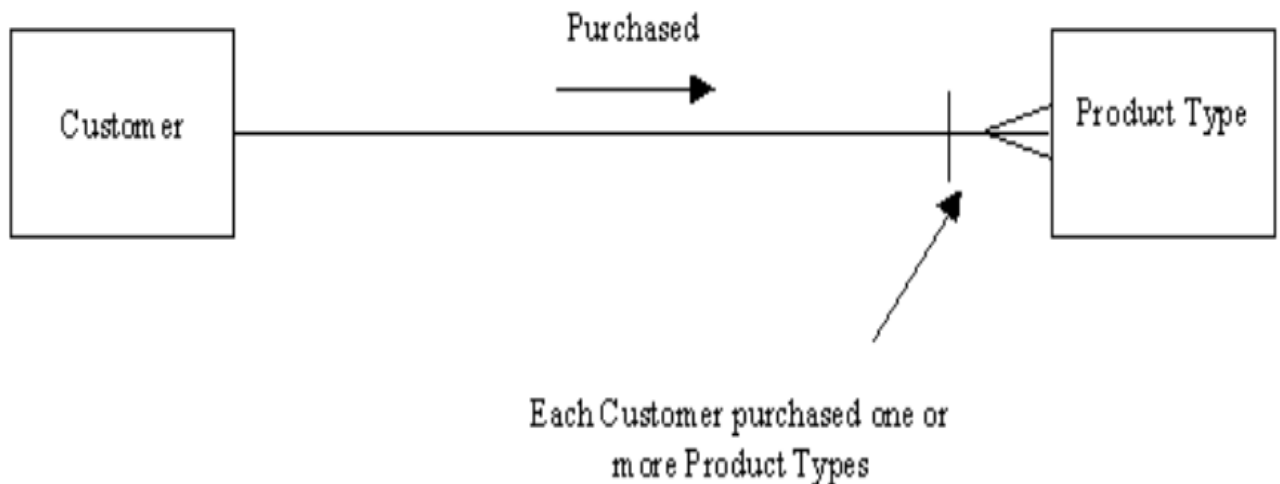 Purchased
Customer
Product Type
Each Customer purchased one or
more Product Types